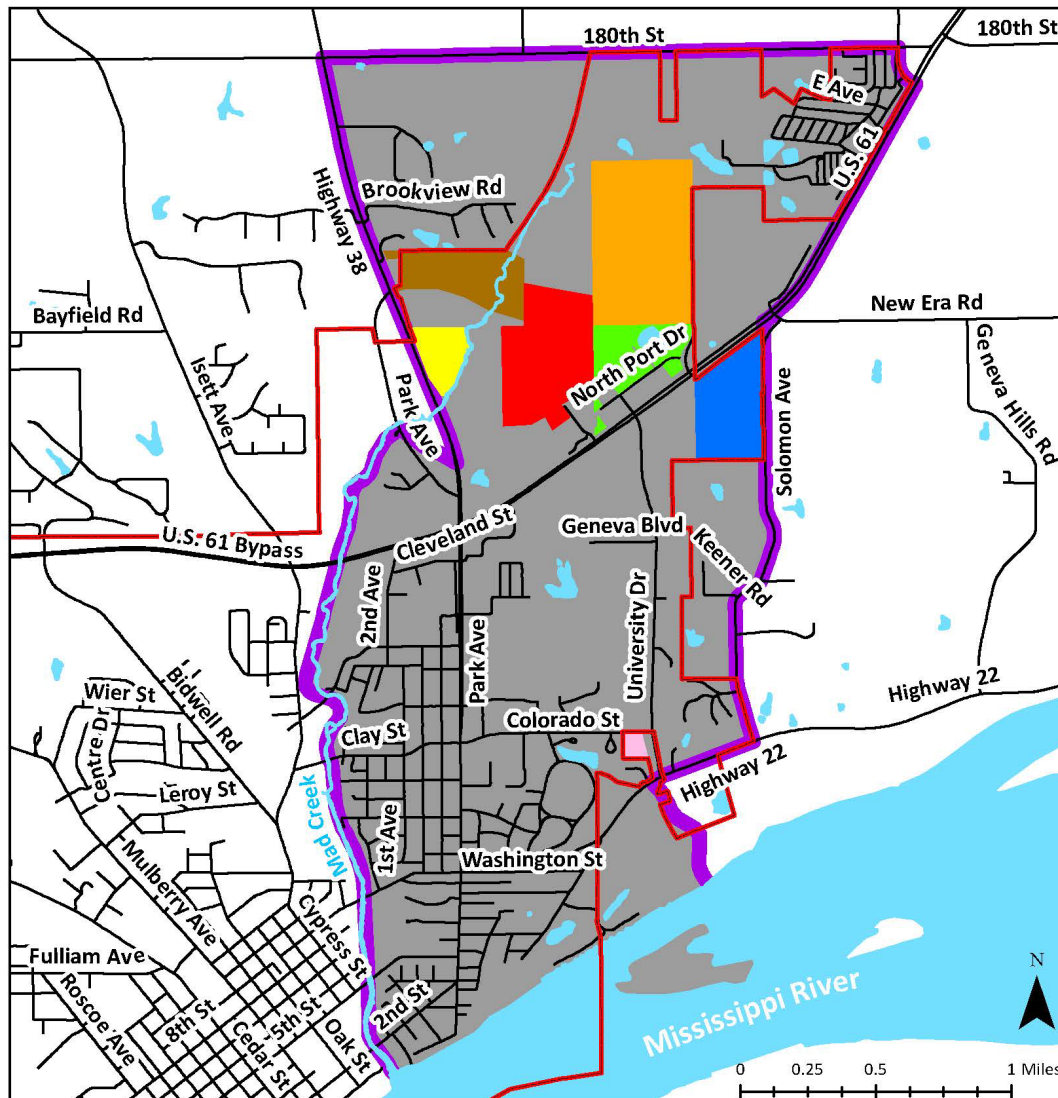 180th St
180th St
E Ave
U.S. 61
Highway 38
Brookview Rd
Bayfield Rd
New Era Rd
Geneva Hills Rd
Isett Ave
North Port Dr
Park Ave
Solomon Ave
U.S. 61 Bypass
Cleveland St
Geneva Blvd
Keener Rd
2nd Ave
Park Ave
University Dr
Wier St
Bidwell Rd
Highway 22
Centre Dr
Clay St
Colorado St
Leroy St
Highway 22
Mad Creek
1st Ave
Washington St
Mulberry Ave
Cypress St
Fulliam Ave
Roscoe Ave
8th St
5th St
2nd St
Cedar St
Oak St
Mississippi River
N
0 0.25 0.5 1 Miles